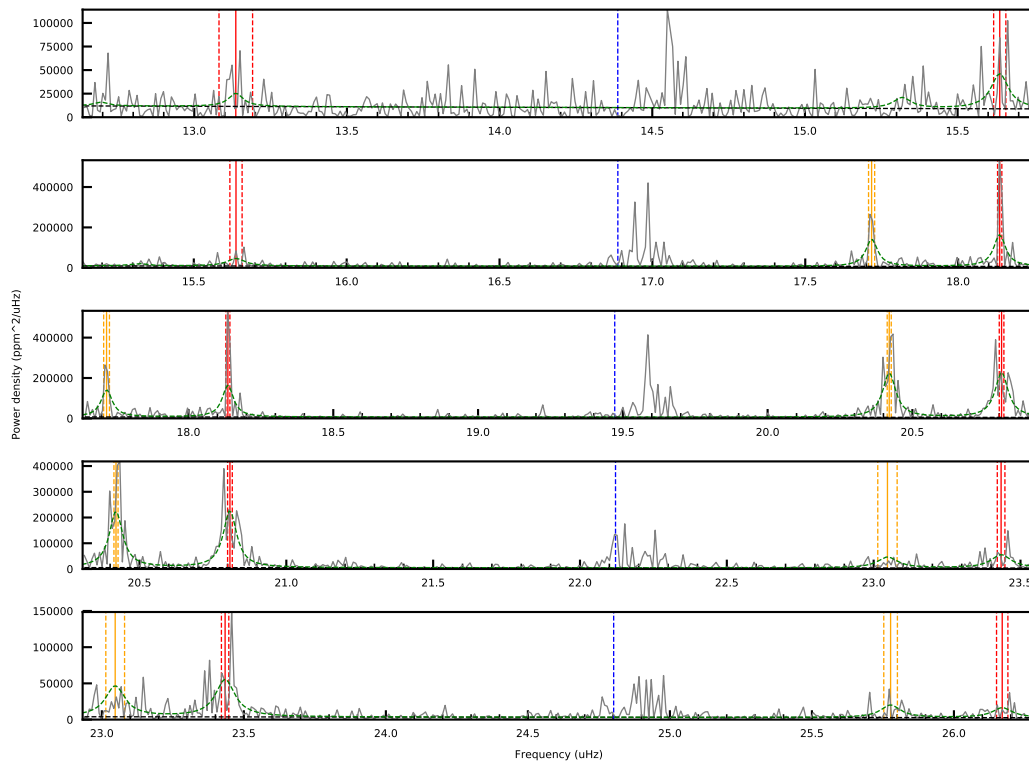 100000
75000
50000
25000
0
13.0 13.5 14.0 14.5 15.0 15.5
400000
200000
0
15.5 16.0 16.5 17.0 17.5 18.0
Power density (ppm^2/uHz)
400000
200000
0
18.0 18.5 19.0 19.5 20.0 20.5
400000
300000
200000
100000
0
20.5 21.0 21.5 22.0 22.5 23.0 23.5
150000
100000
50000
0
23.0 23.5 24.0 24.5 25.0 25.5 26.0
Frequency (uHz)